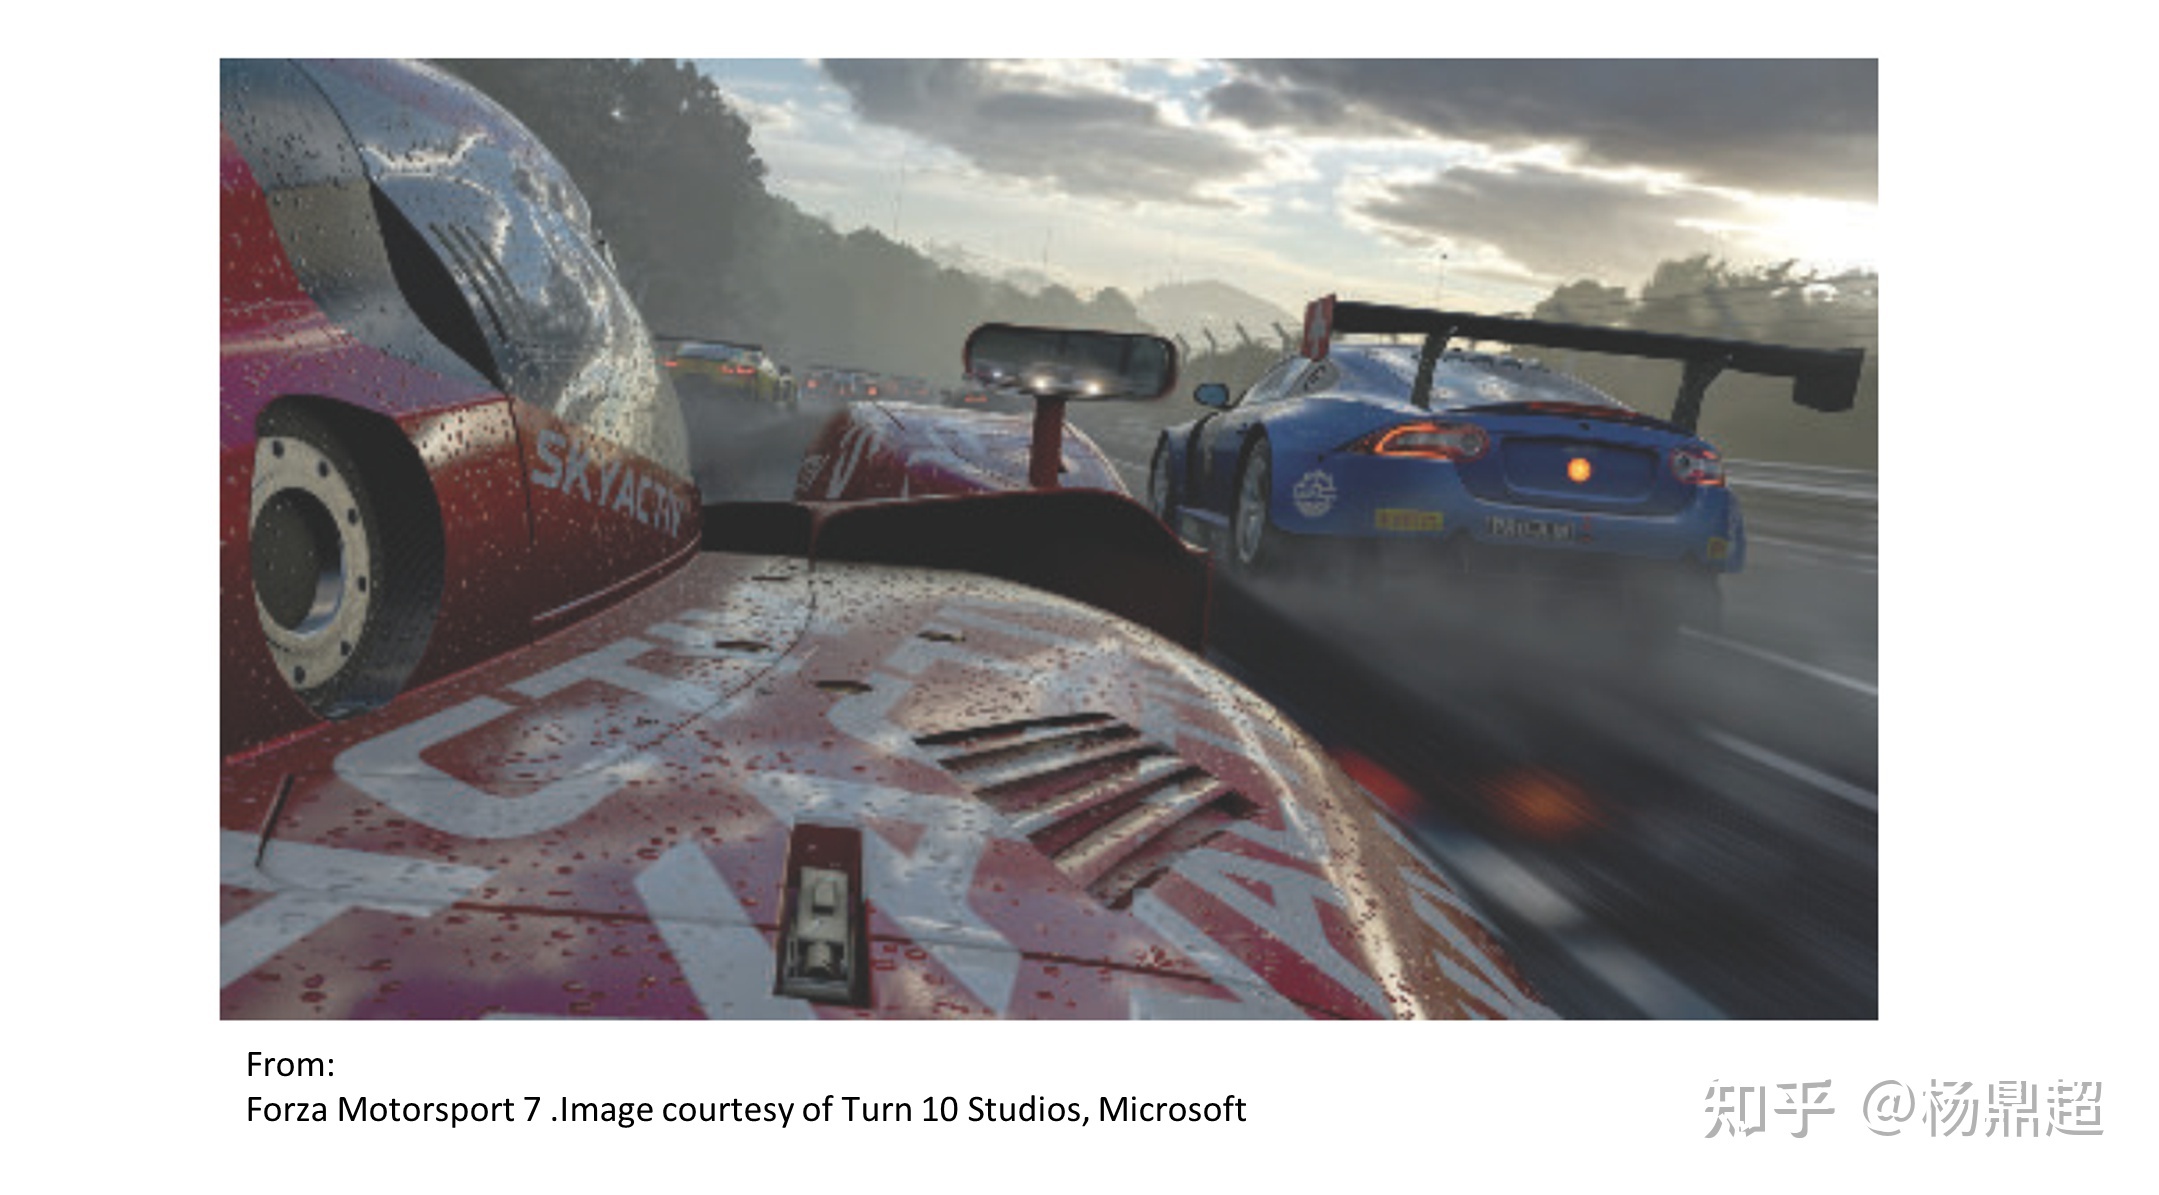 SKYACTIV
From:
Forza Motorsport 7 .Image courtesy of Turn 10 Studios, Microsoft
知乎 @杨鼎超